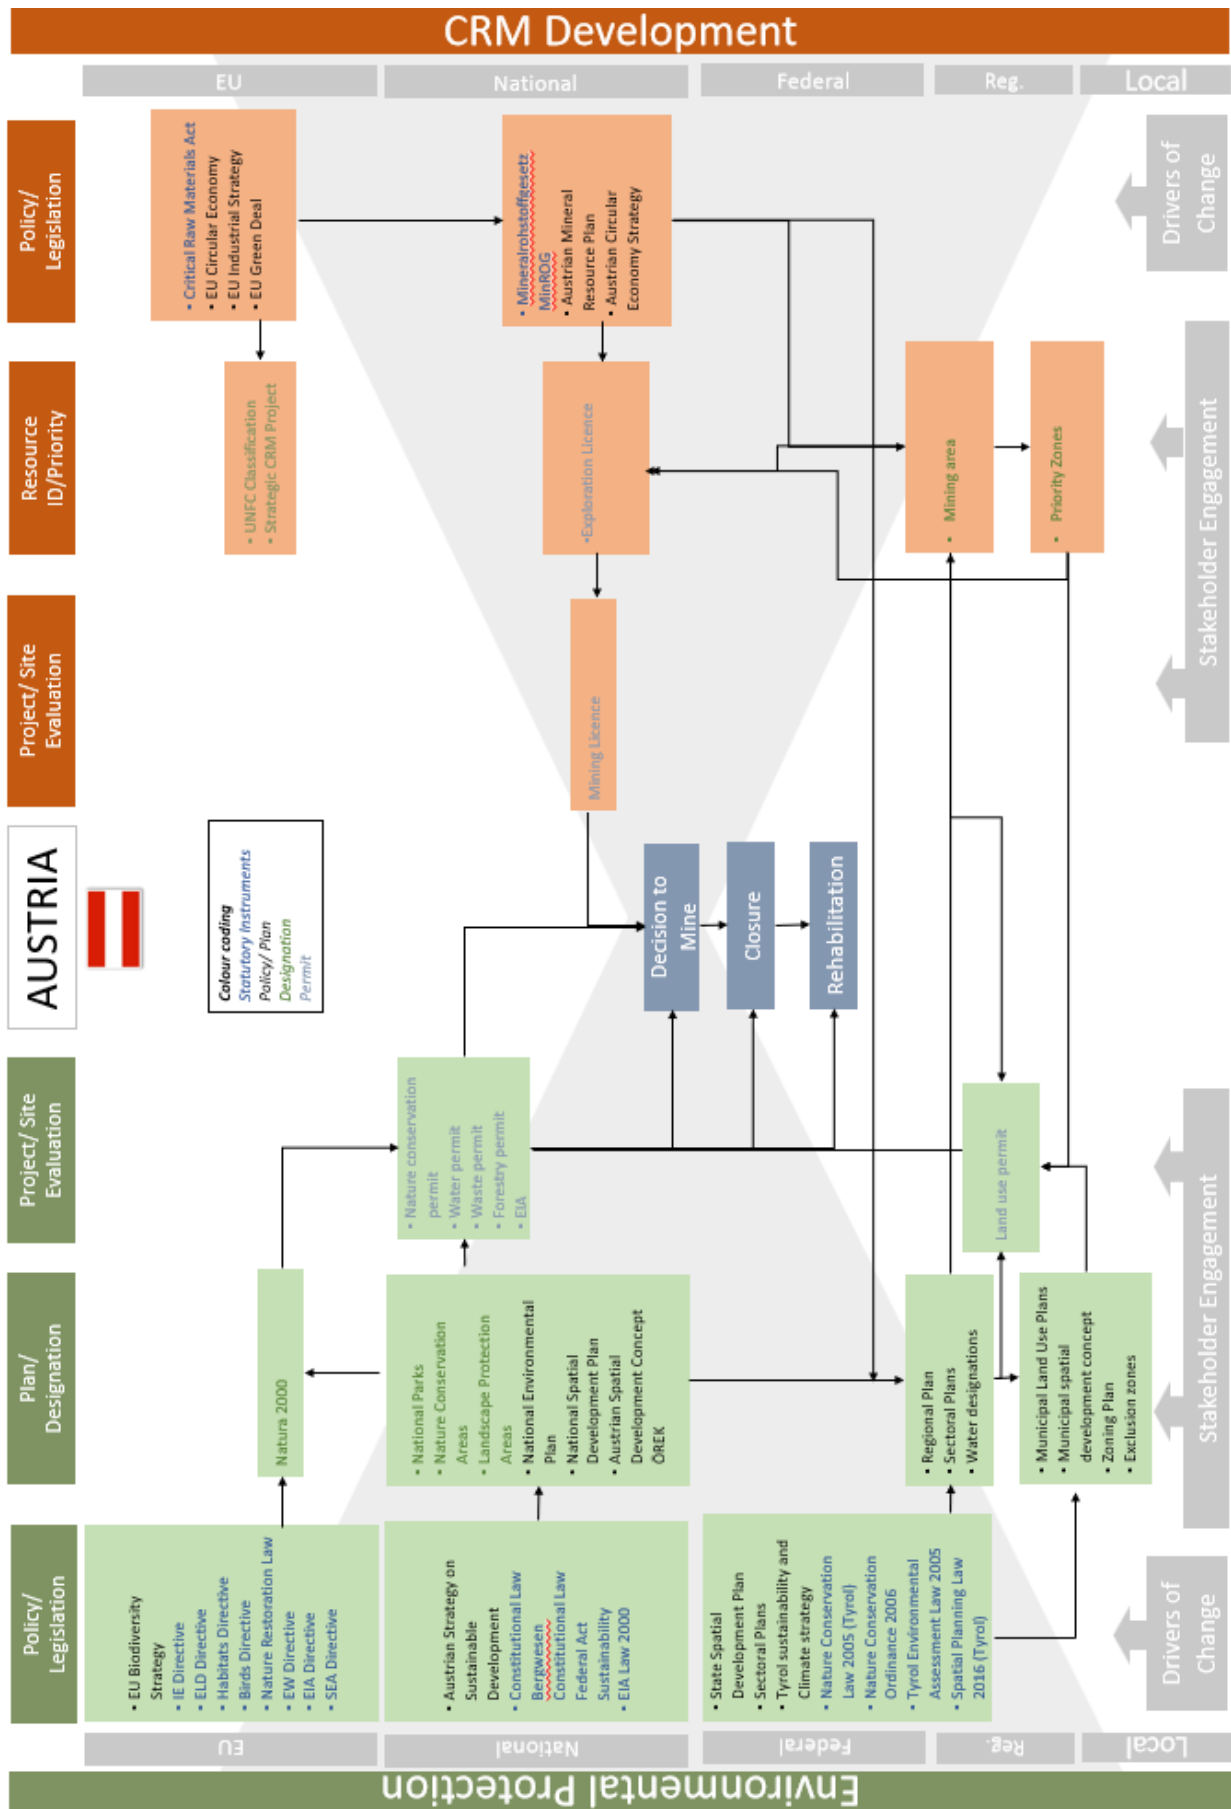 CRM Development
EU
National
Federal
Reg.
Local
Policy/
Legislation
Resource
ID/Priority
Project/ Site
Evaluation
AUSTRIA
Project/ Site
Evaluation
Plan/
Designation
Policy/
Legislation
▪ Critical Raw Materials Act
▪ EU Circular Economy
▪ EU Industrial Strategy
▪ EU Green Deal
▪ Mineralrohstoffgesetz
MinROG
▪ Austrian Mineral
Resource Plan
▪ Austrian Circular
Economy Strategy
Drivers of
Change
▪ UNFC Classification
▪ Strategic CRM Project
▪Exploration Licence
▪ Mining area
▪ Priority Zones
Stakeholder Engagement
Mining Licence
Colour coding
Statutory Instruments
Policy/ Plan
Designation
Permit
Decision to
Mine
Closure
Rehabilitation
▪ Nature conservation
permit
▪ Water permit
▪ Waste permit
▪ Forestry permit
▪ EIA
Land use permit
Natura 2000
▪ National Parks
▪ Nature Conservation
Areas
▪ Landscape Protection
Areas
▪ National Environmental
Plan
▪ National Spatial
Development Plan
▪ Austrian Spatial
Development Concept
ÖREK
▪ Regional Plan
▪ Sectoral Plans
▪ Water designations
▪ Municipal Land Use Plans
▪ Municipal spatial
development concept
▪ Zoning Plan
▪ Exclusion zones
Stakeholder Engagement
▪ EU Biodiversity
Strategy
▪ IE Directive
▪ ELD Directive
▪ Habitats Directive
▪ Birds Directive
▪ Nature Restoration Law
▪ EW Directive
▪ EIA Directive
▪ SEA Directive
▪ Austrian Strategy on
Sustainable
Development
▪ Constitutional Law
Bergwesen
▪ Constitutional Law
Federal Act
Sustainability
▪ EIA Law 2000
▪ State Spatial
Development Plan
▪ Sectoral Plans
▪ Tyrol sustainability and
Climate strategy
▪ Nature Conservation
Law 2005 (Tyrol)
▪ Nature Conservation
Ordinance 2006
▪ Tyrol Environmental
Assessment Law 2005
▪ Spatial Planning Law
2016 (Tyrol)
Drivers of
Change
EU
National
Federal
Reg.
Local
Environmental Protection